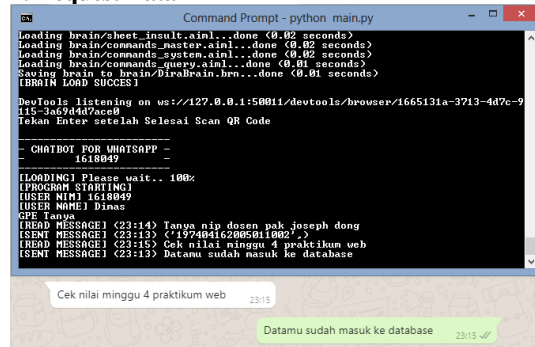 Command Prompt - python main.py
Loading brain/sheet_insult.aiml...done (0.02 seconds)
Loading brain/commands_master.aiml...done (0.02 seconds)
Loading brain/commands_system.aiml...done (0.02 seconds)
Loading brain/commands_query.aiml...done (0.01 seconds)
Saving brain to brain/DiraBrain.brn...done (0.01 seconds)
[BRAIN LOAD SUCCES]
DevTools listening on ws://127.0.0.1:50011/devtools/browser/1665131a-3713-4d7c-9
115-3a69d4d7ace0
Tekan Enter setelah Selesai Scan QR Code
------------------------
- CHATBOT FOR WHATSAPP -
- 1618049 -
------------------------
[LOADING] Please wait.. 100%
[PROGRAM STARTING]
[USER NIM] 1618049
[USER NAME] Dimas
GPE Tanya
[READ MESSAGE] (23:14) Tanya nip dosen pak joseph dong
[SENT MESSAGE] (23:13) ('197404162005011002',)
[READ MESSAGE] (23:15) Cek nilai minggu 4 praktikum web
[SENT MESSAGE] (23:13) Datamu sudah masuk ke database
Cek nilai minggu 4 praktikum web 23:15
Datamu sudah masuk ke database 23:15